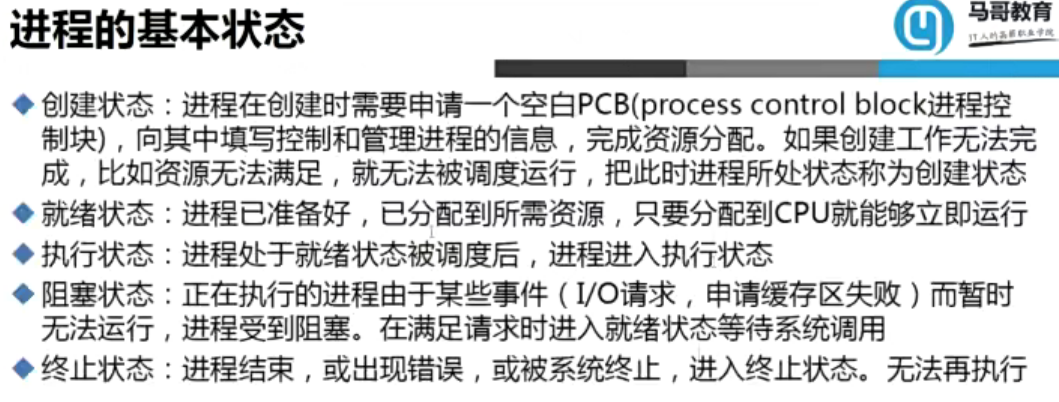 进程的基本状态
马哥教育
IT人的高薪职业学院
创建状态：进程在创建时需要申请一个空白PCB(process control block进程控
制块)，向其中填写控制和管理进程的信息，完成资源分配。如果创建工作无法完
成，比如资源无法满足，就无法被调度运行，把此时进程所处状态称为创建状态
就绪状态：进程已准备好，已分配到所需资源，只要分配到CPU就能够立即运行
执行状态：进程处于就绪状态被调度后，进程进入执行状态
阻塞状态：正在执行的进程由于某些事件（I/O请求，申请缓存区失败）而暂时
无法运行，进程受到阻塞。在满足请求时进入就绪状态等待系统调用
终止状态：进程结束，或出现错误，或被系统终止，进入终止状态。无法再执行